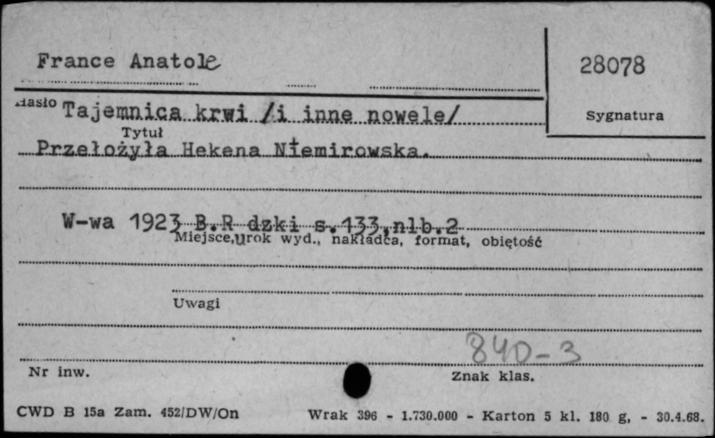 France Anatole
28078
Hasło Tajemnica krwi /i inne nowele/
Sygnatura
Tytuł
Przełożyła Hekena Niemirowska.
W-wa 1923 B.R dzki s.133,nlb.2
Miejsce, rok wyd., nakładca, format, objętość
Uwagi
840-3
Nr inw.
Znak klas.
CWD B 15a Zam. 452/DW/On Wrak 396 - 1.730.000 - Karton 5 kl. 180 g, - 30.4.68.